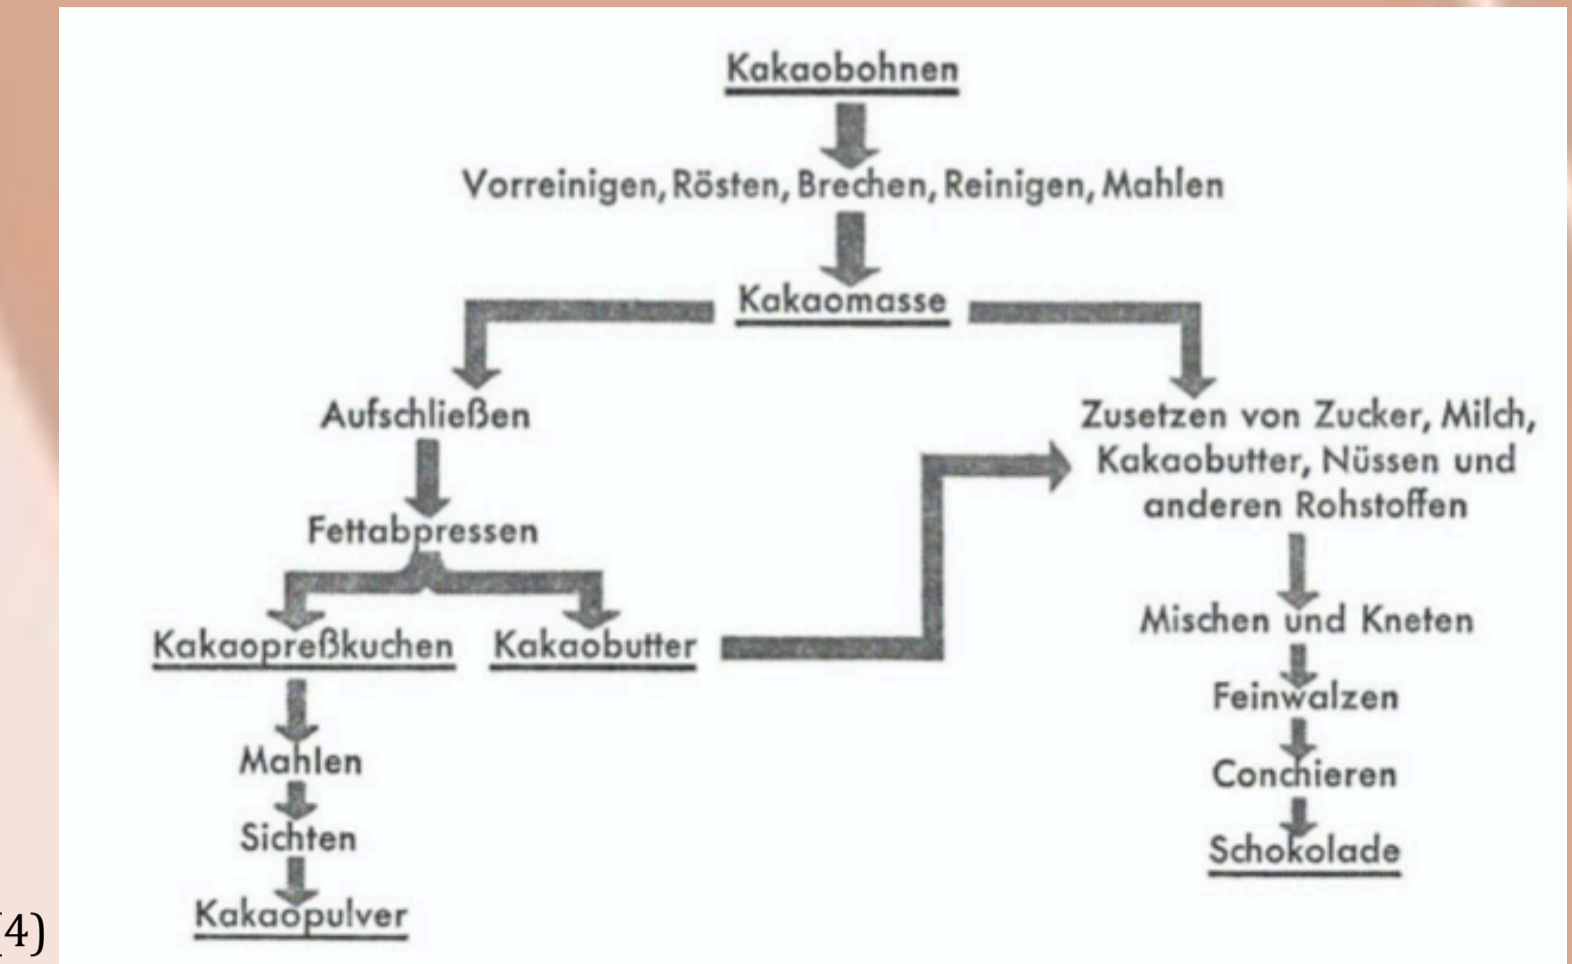 Kakaobohnen
Vorreinigen, Rösten, Brechen, Reinigen, Mahlen
Kakaomasse
Aufschließen
Fettabpressen
Kakaopreßkuchen
Kakaobutter
Mahlen
Sichten
Kakaopulver
Zusetzen von Zucker, Milch,
Kakaobutter, Nüssen und
anderen Rohstoffen
Mischen und Kneten
Feinwalzen
Conchieren
Schokolade
(4)